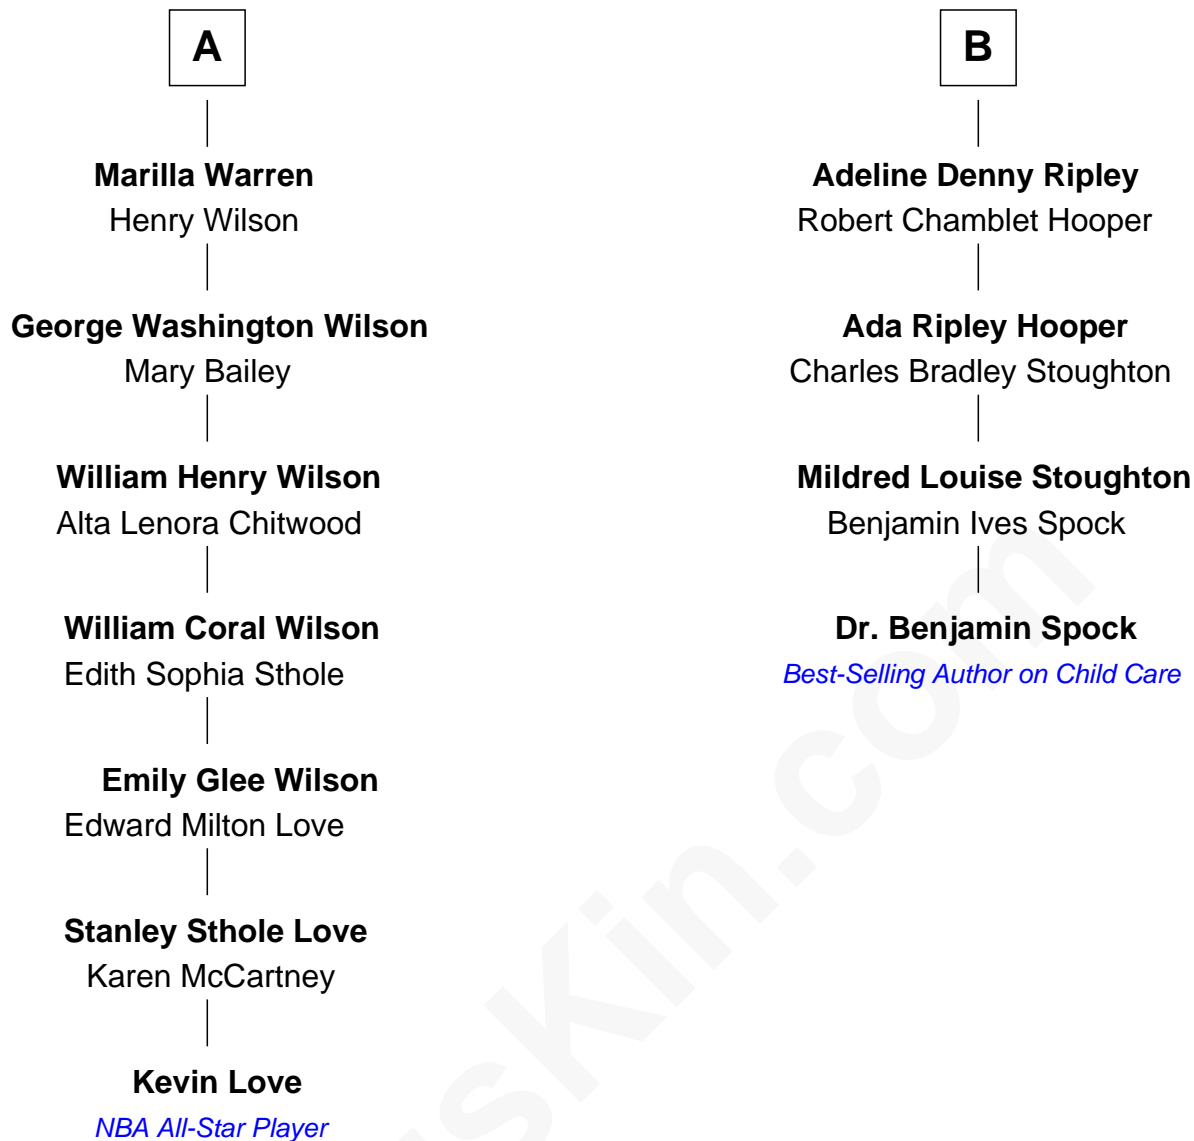 A
Marilla Warren
Henry Wilson
George Washington Wilson
Mary Bailey
William Henry Wilson
Alta Lenora Chitwood
William Coral Wilson
Edith Sophia Sthole
Emily Glee Wilson
Edward Milton Love
Stanley Sthole Love
Karen McCartney
Kevin Love
NBA All-Star Player
B
Adeline Denny Ripley
Robert Chamblet Hooper
Ada Ripley Hooper
Charles Bradley Stoughton
Mildred Louise Stoughton
Benjamin Ives Spock
Dr. Benjamin Spock
Best-Selling Author on Child Care
usKin.com